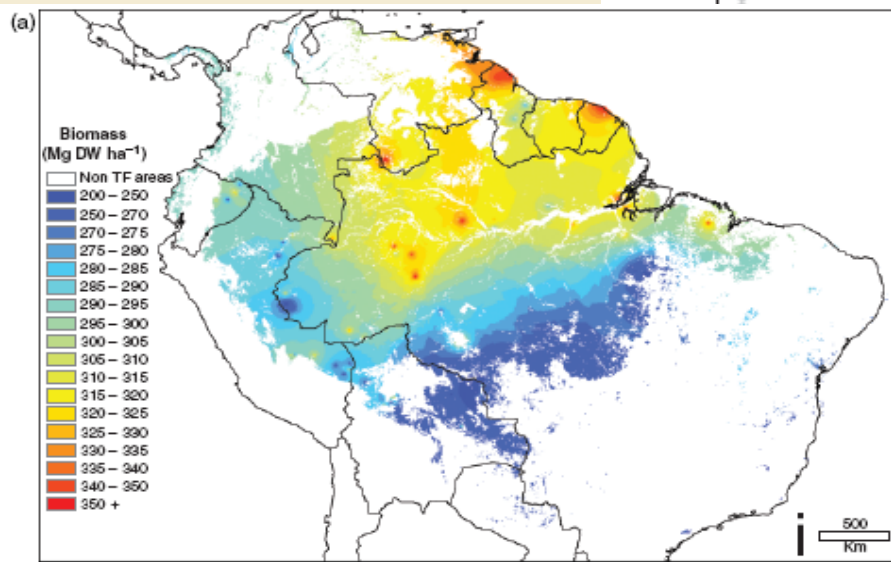 (a)
Biomass
(Mg DW ha⁻¹)
Non TF areas
200 – 250
250 – 270
270 – 275
275 – 280
280 – 285
285 – 290
290 – 295
295 – 300
300 – 305
305 – 310
310 – 315
315 – 320
320 – 325
325 – 330
330 – 335
335 – 340
340 – 350
350 +
500
Km